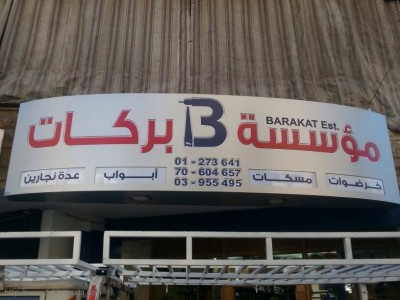 مؤسسة B بركات
BARAKAT Est.
01 - 273 641
70 - 604 657
03 - 955 495
خرضوات مسكات أبواب عدة نجارين